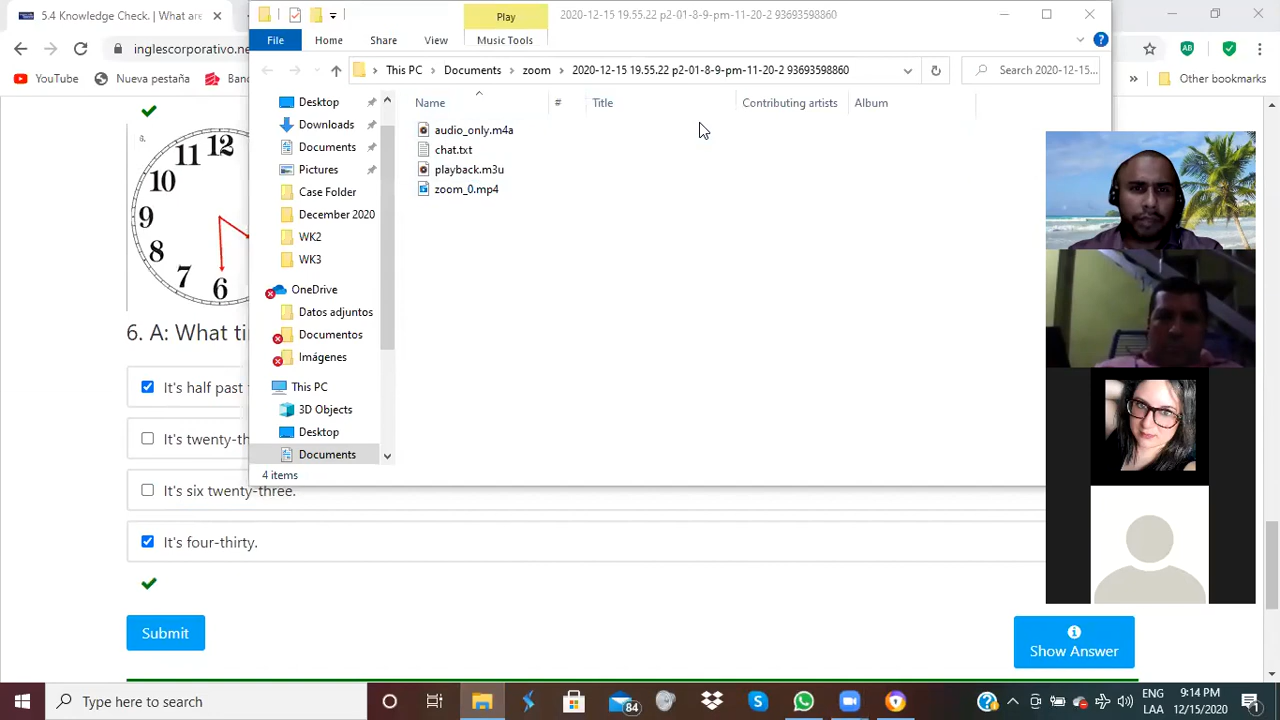 5.4 Knowledge Check. | What are
Play
2020-12-15 19.55.22 p2-01-8-9-pm-11-20-2 93693598860
File
Home
Share
View
Music Tools
inglescorporativo.ne
This PC
Documents
zoom
2020-12-15 19.55.22 p2-01-8-9-pm-11-20-2 93693598860
Search 2020-12-15...
YouTube
Nueva pestaña
Other bookmarks
Name
#
Title
Contributing artists
Album
Desktop
Downloads
Documents
Pictures
Case Folder
December 2020
WK2
WK3
OneDrive
Datos adjuntos
Documentos
Imágenes
This PC
3D Objects
Desktop
Documents
audio_only.m4a
chat.txt
playback.m3u
zoom_0.mp4
4 items
11 12
10
9
8
7 6
6. A: What ti
It's half past
It's twenty-th
It's six twenty-three.
It's four-thirty.
Submit
Show Answer
Type here to search
84
ENG
LAA
9:14 PM
12/15/2020
1